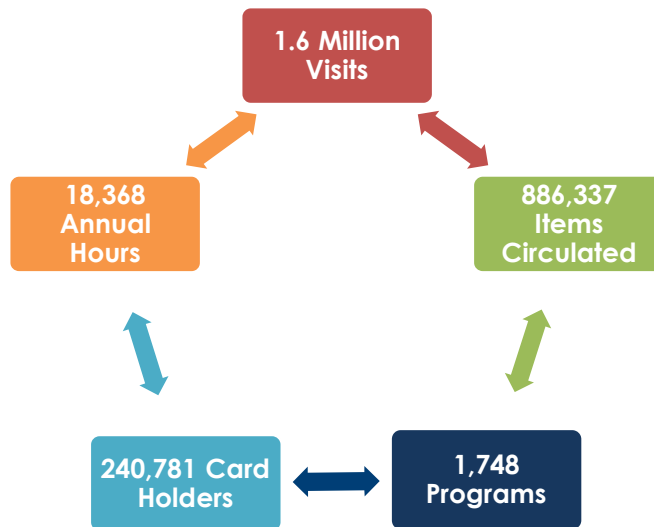 1.6 Million
Visits
18,368
Annual
Hours
886,337
Items
Circulated
240,781 Card
Holders
1,748
Programs